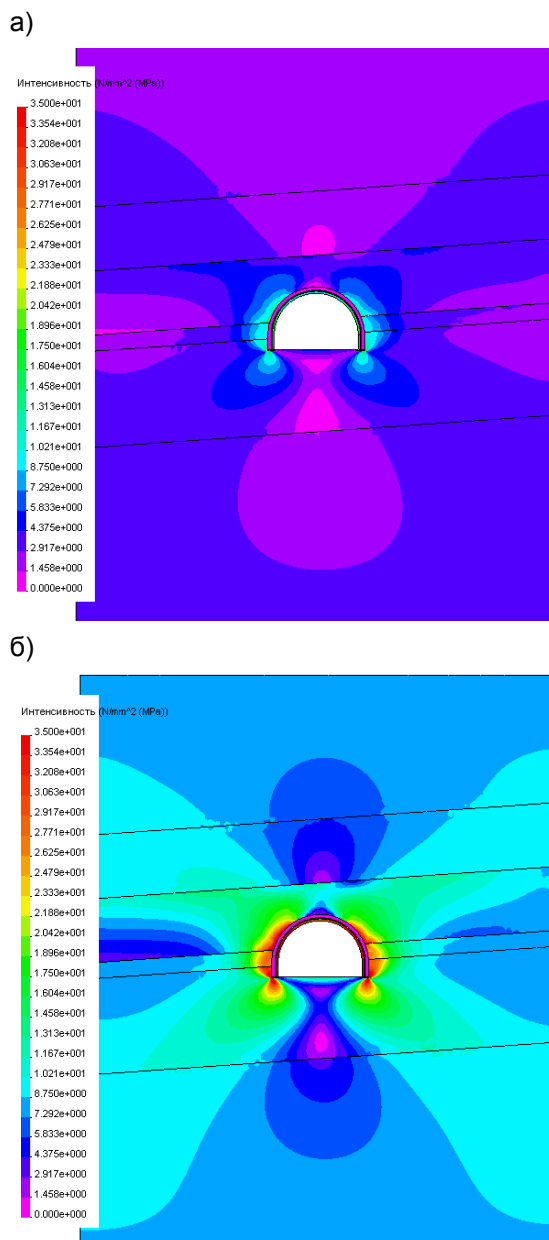 а)
Интенсивность (N/mm^2 (MPa))
3.500e+001
3.354e+001
3.208e+001
3.063e+001
2.917e+001
2.771e+001
2.625e+001
2.479e+001
2.333e+001
2.188e+001
2.042e+001
1.896e+001
1.750e+001
1.604e+001
1.458e+001
1.313e+001
1.167e+001
1.021e+001
8.750e+000
7.292e+000
5.833e+000
4.375e+000
2.917e+000
1.458e+000
0.000e+000
б)
Интенсивность (N/mm^2 (MPa))
3.500e+001
3.354e+001
3.208e+001
3.063e+001
2.917e+001
2.771e+001
2.625e+001
2.479e+001
2.333e+001
2.188e+001
2.042e+001
1.896e+001
1.750e+001
1.604e+001
1.458e+001
1.313e+001
1.167e+001
1.021e+001
8.750e+000
7.292e+000
5.833e+000
4.375e+000
2.917e+000
1.458e+000
0.000e+000